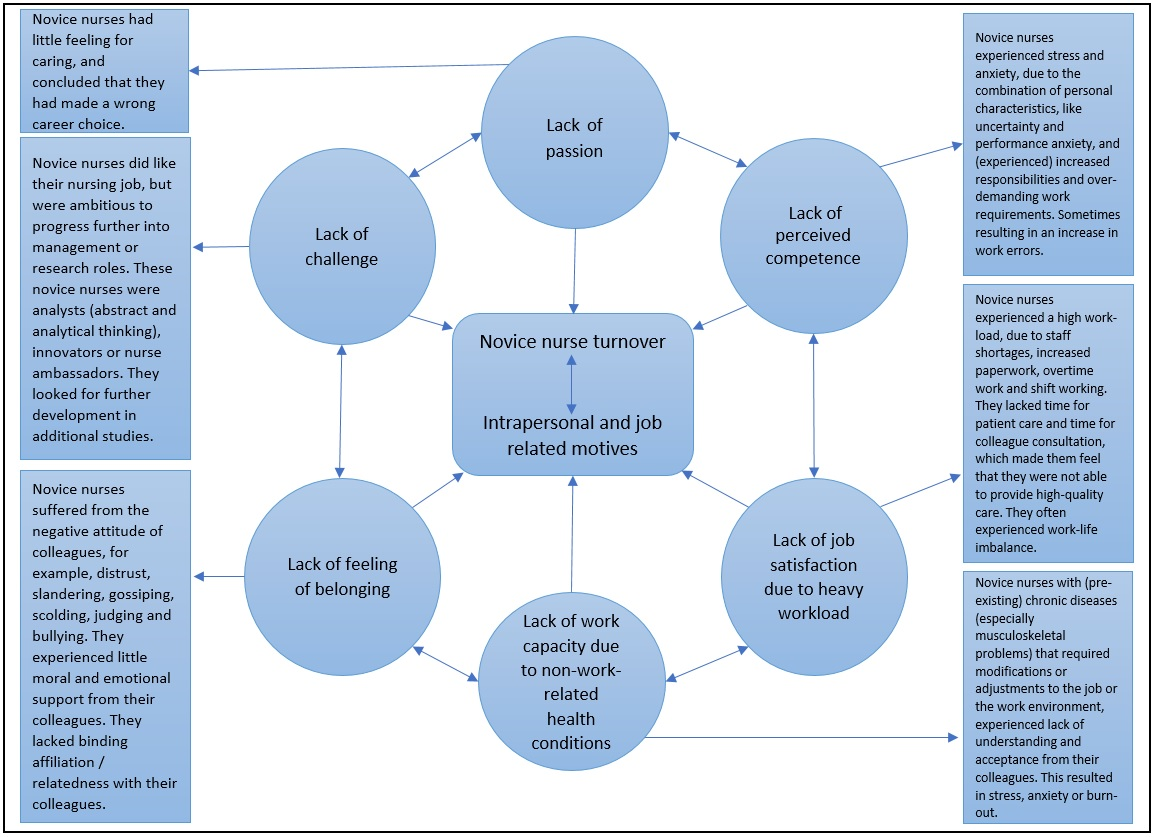 Novice nurses had
little feeling for
caring, and
concluded that they
had made a wrong
career choice.
Novice nurses did like
their nursing job, but
were ambitious to
progress further into
management or
research roles. These
novice nurses were
analysts (abstract and
analytical thinking),
innovators or nurse
ambassadors. They
looked for further
development in
additional studies.
Novice nurses
suffered from the
negative attitude of
colleagues, for
example, distrust,
slandering, gossiping,
scolding, judging and
bullying. They
experienced little
moral and emotional
support from their
colleagues. They
lacked binding
affiliation /
relatedness with their
colleagues.
Lack of
passion
Lack of
challenge
Lack of
perceived
competence
Novice nurse turnover
Intrapersonal and job
related motives
Lack of feeling
of belonging
Lack of job
satisfaction
due to heavy
workload
Lack of work
capacity due
to non-work-
related
health
conditions
Novice nurses
experienced stress and
anxiety, due to the
combination of personal
characteristics, like
uncertainty and
performance anxiety, and
(experienced) increased
responsibilities and over-
demanding work
requirements. Sometimes
resulting in an increase in
work errors.
Novice nurses
experienced a high work-
load, due to staff
shortages, increased
paperwork, overtime
work and shift working.
They lacked time for
patient care and time for
colleague consultation,
which made them feel
that they were not able
to provide high-quality
care. They often
experienced work-life
imbalance.
Novice nurses with (pre-
existing) chronic diseases
(especially
musculoskeletal
problems) that required
modifications or
adjustments to the job or
the work environment,
experienced lack of
understanding and
acceptance from their
colleagues. This resulted
in stress, anxiety or burn-
out.